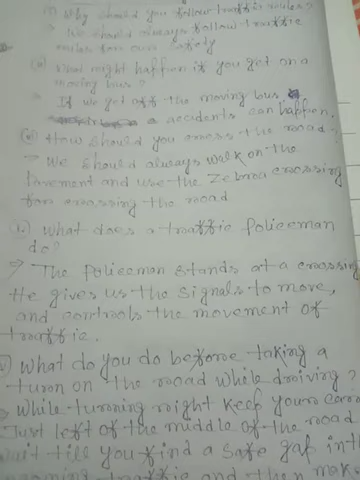 (i) Why should you follow traffic rules?
→ We should always follow traffic
rules for our safety
(ii) What might happen if you get on a
moving bus?
→ If we get off the moving bus
a accidents can happen.
How should you cross the road?
→ We should always walk on the
Pavement and use the Zebra crossing
for crossing the road
What does a traffic Policeman
do?
→ The Policeman stands at a crossing
He gives us the signals to move,
and controls the movement of
traffic.
What do you do before taking a
turn on the road while driving?
→ While turning right keep your
Just left of the middle of the road
wait till you find a safe gap in
traffic and then